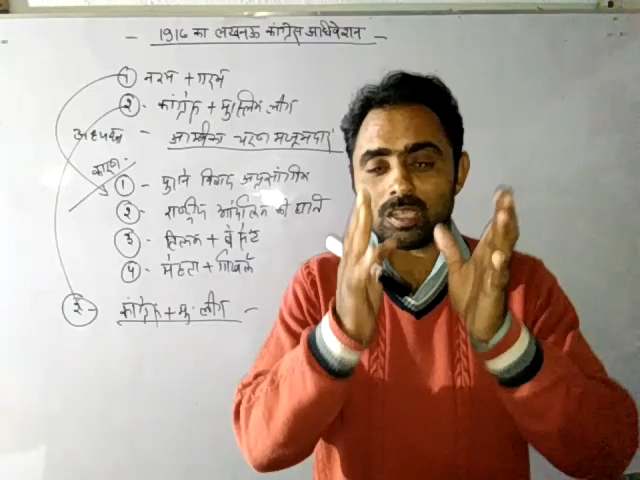 - 1916 का लखनऊ कांग्रेस अधिवेशन -
① नरम + गरम
② - कांग्रेस + मुस्लिम लीग
अध्यक्ष - अम्बिका चरण मजूमदार
कारण:-
① - पुराने विवाद अप्रासंगिक
② - राष्ट्रीय आंदोलन को
③ - तिलक + बेसेंट
④ - मेहता + गोखले
②- कांग्रेस + मु. लीग -